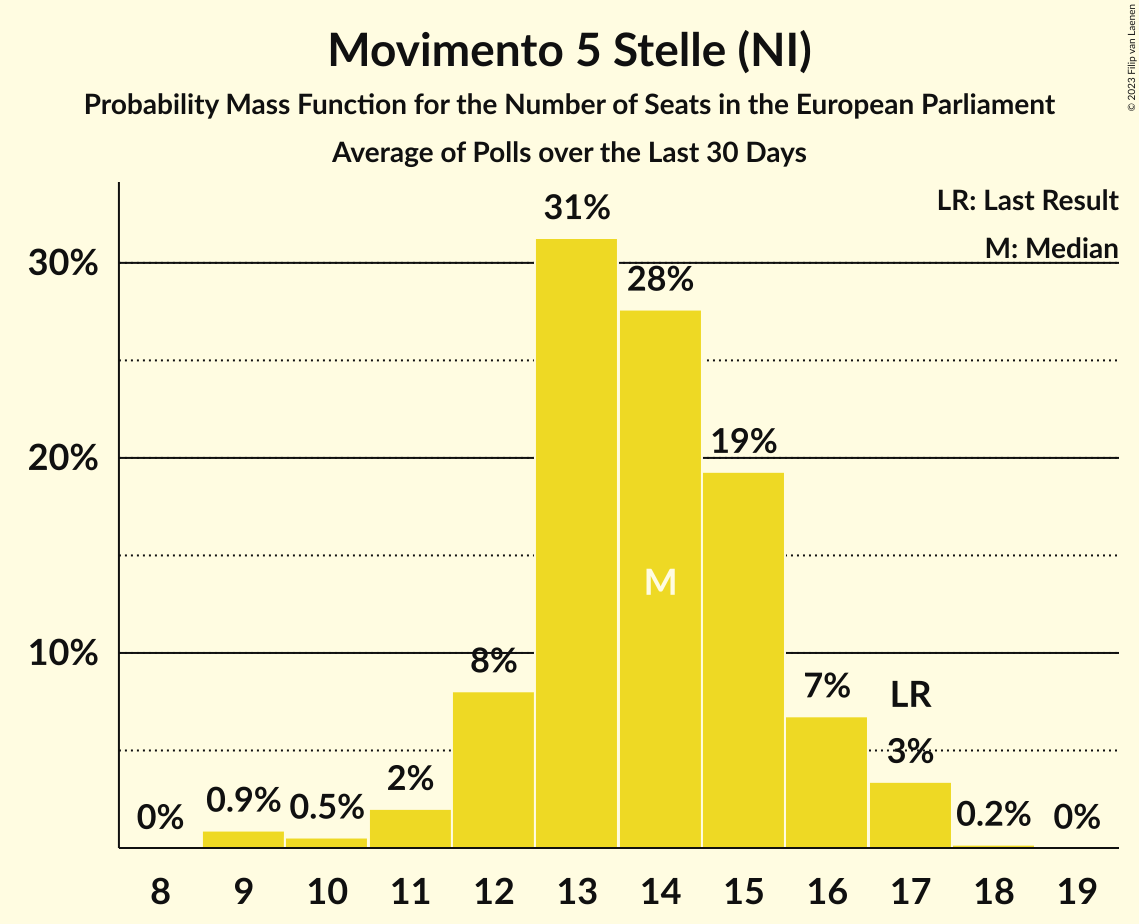 Movimento 5 Stelle (NI)
Probability Mass Function for the Number of Seats in the European Parliament
Average of Polls over the Last 30 Days
© 2023 Filip van Laenen
LR: Last Result
M: Median
31%
30%
28%
20%
19%
M
10%
8%
7%
LR
3%
2%
0.9%
0.5%
0%
0.2%
0%
8 9 10 11 12 13 14 15 16 17 18 19